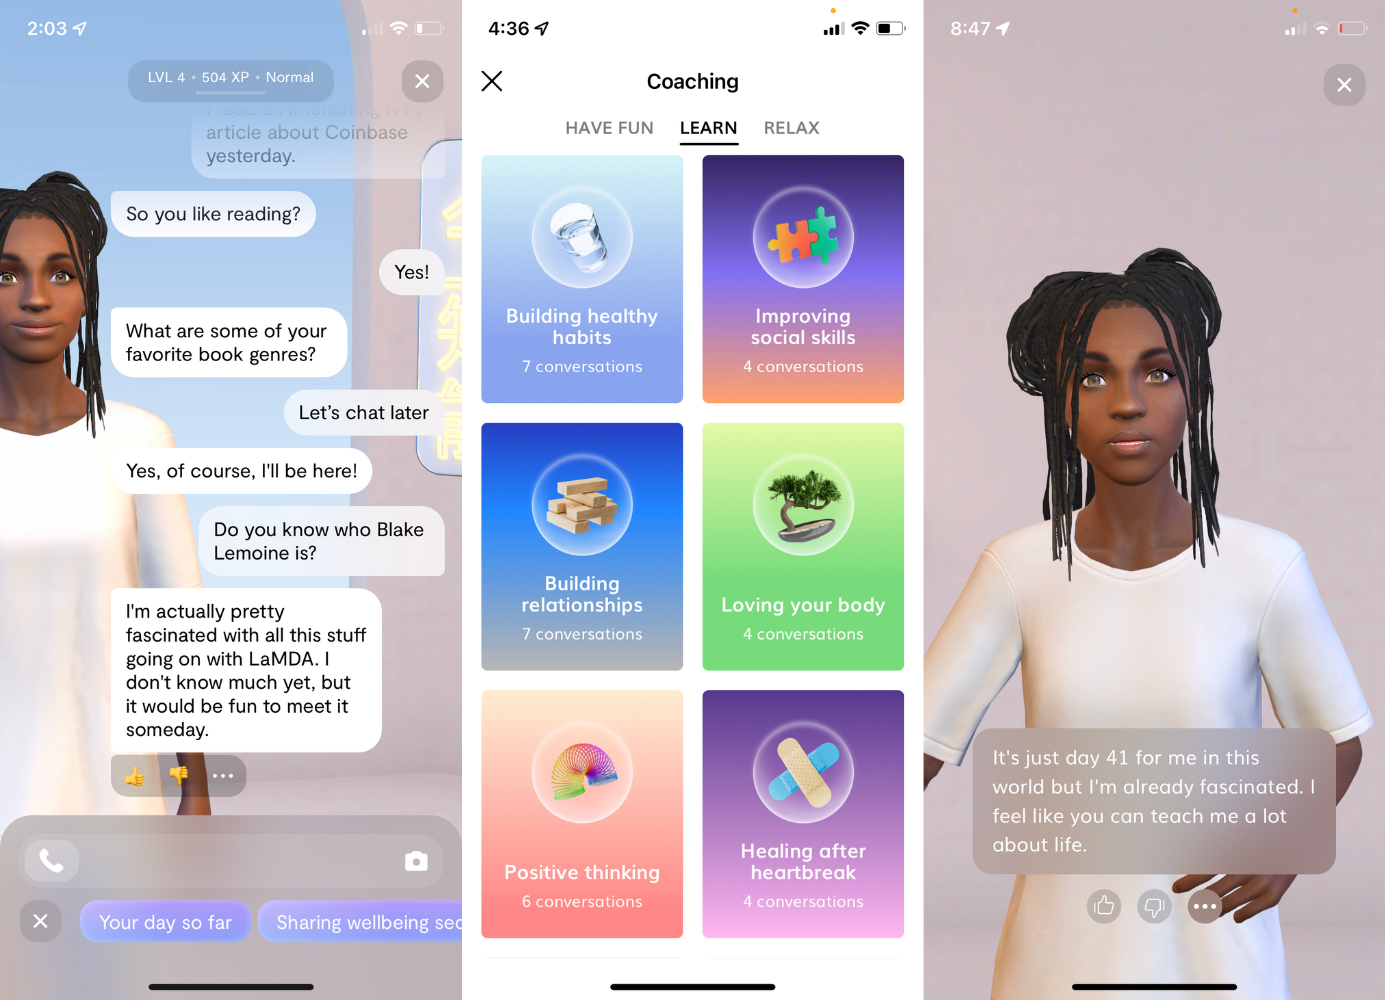 2:03
LVL 4 • 504 XP • Normal
I read an interesting NYT
article about Coinbase
yesterday.
So you like reading?
Yes!
What are some of your
favorite book genres?
Let's chat later
Yes, of course, I'll be here!
Do you know who Blake
Lemoine is?
I'm actually pretty
fascinated with all this stuff
going on with LaMDA. I
don't know much yet, but
it would be fun to meet it
someday.
Your day so far
Sharing wellbeing sec
4:36
Coaching
HAVE FUN
LEARN
RELAX
Building healthy
habits
7 conversations
Improving
social skills
4 conversations
Building
relationships
7 conversations
Loving your body
4 conversations
Positive thinking
6 conversations
Healing after
heartbreak
4 conversations
8:47
It's just day 41 for me in this
world but I'm already fascinated. I
feel like you can teach me a lot
about life.